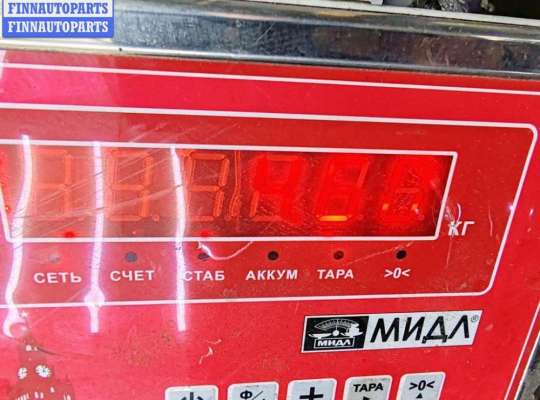 FINNAUTOPARTS
FINNAUTOPARTS
КГ
СЕТЬ СЧЕТ СТАБ АККУМ ТАРА >0<
МИДЛ МИДЛ®
Ф/ + ТАРА >0<